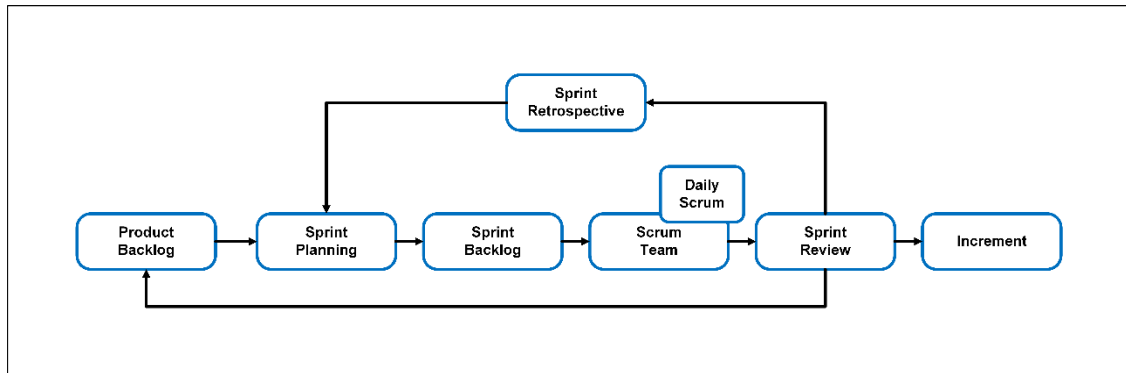 Sprint
Retrospective
Daily
Scrum
Product
Backlog
Sprint
Planning
Sprint
Backlog
Scrum
Team
Sprint
Review
Increment